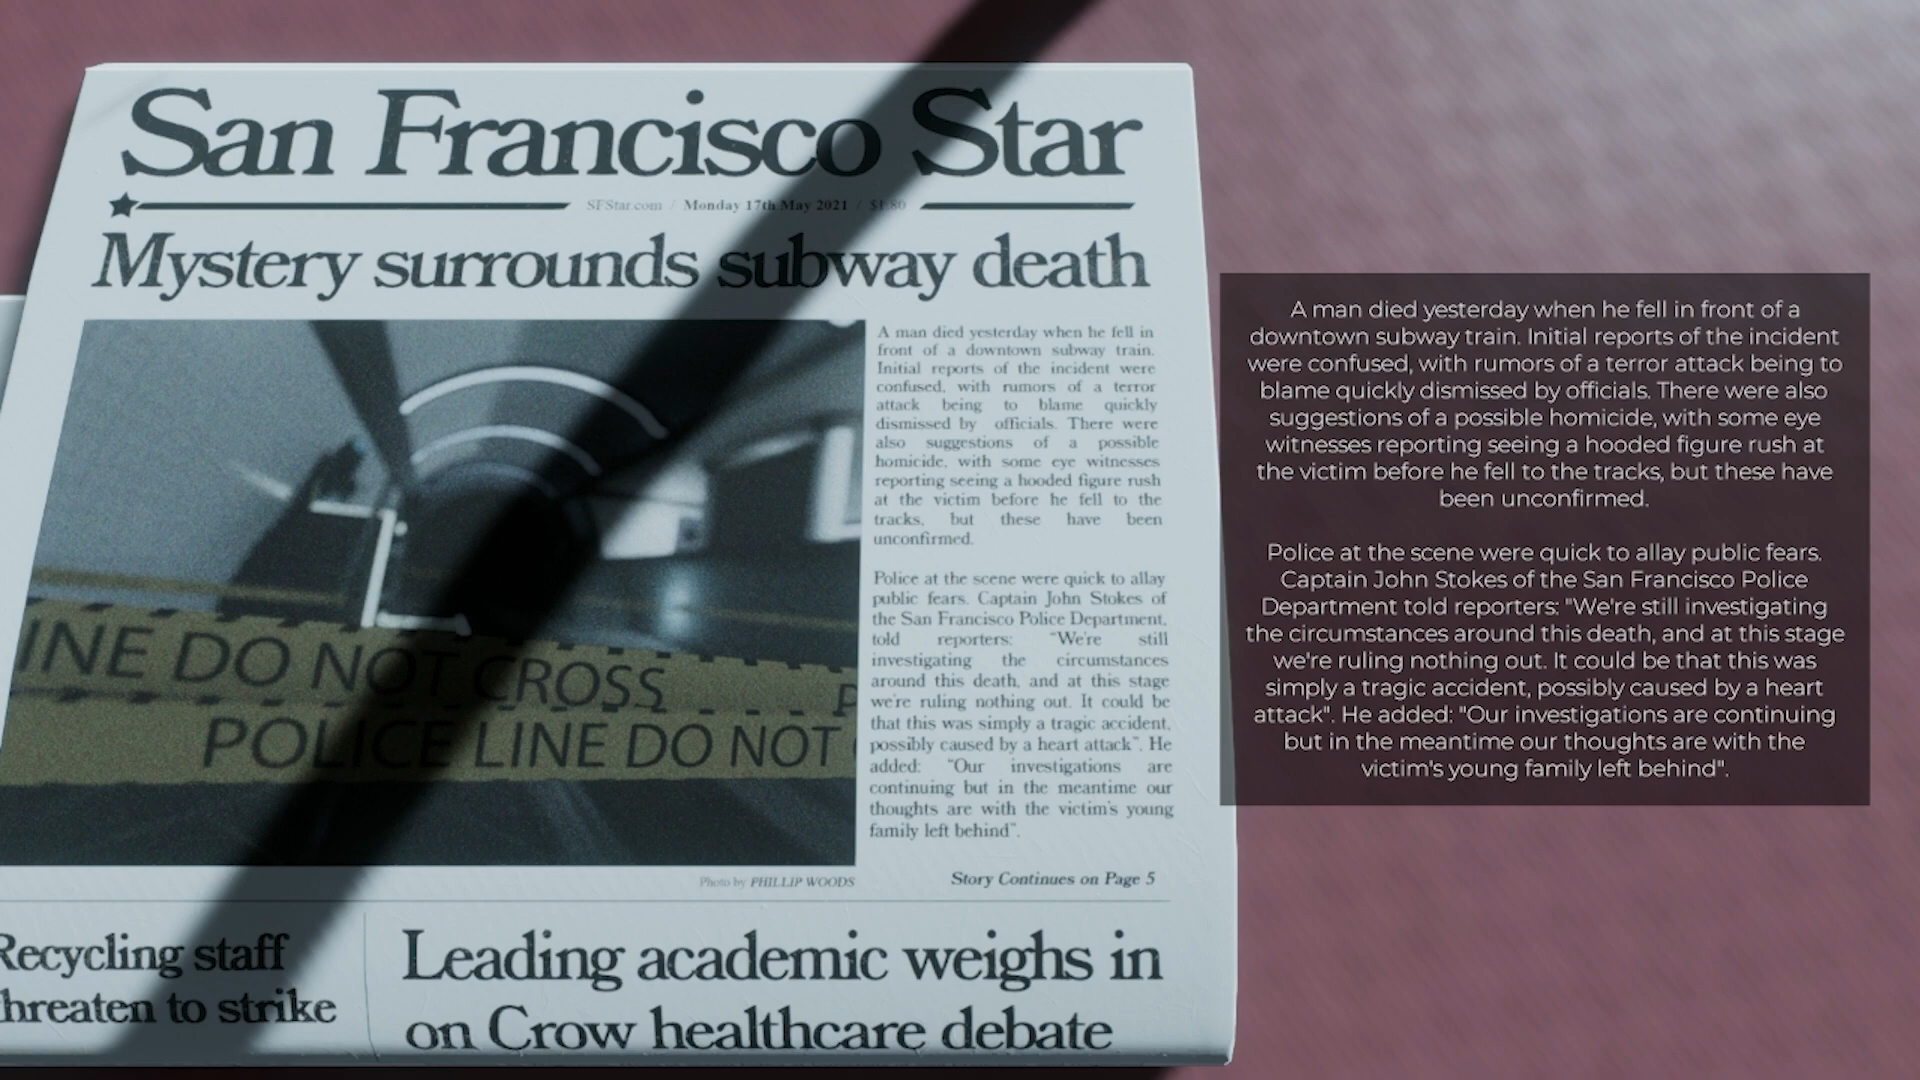 San Francisco Star
SFStar.com / Monday 17th May 2021 / $1.80
Mystery surrounds subway death
INE DO NOT CROSS
POLICE LINE DO NOT
A man died yesterday when he fell in
front of a downtown subway train.
Initial reports of the incident were
confused, with rumors of a terror
attack being to blame quickly
dismissed by officials. There were
also suggestions of a possible
homicide, with some eye witnesses
reporting seeing a hooded figure rush
at the victim before he fell to the
tracks, but these have been
unconfirmed.
Police at the scene were quick to allay
public fears. Captain John Stokes of
the San Francisco Police Department,
told reporters: "We're still
investigating the circumstances
around this death, and at this stage
we're ruling nothing out. It could be
that this was simply a tragic accident,
possibly caused by a heart attack". He
added: "Our investigations are
continuing but in the meantime our
thoughts are with the victim's young
family left behind".
Photo by PHILLIP WOODS
Story Continues on Page 5
Recycling staff
threaten to strike
Leading academic weighs in
on Crow healthcare debate
A man died yesterday when he fell in front of a
downtown subway train. Initial reports of the incident
were confused, with rumors of a terror attack being to
blame quickly dismissed by officials. There were also
suggestions of a possible homicide, with some eye
witnesses reporting seeing a hooded figure rush at
the victim before he fell to the tracks, but these have
been unconfirmed.
Police at the scene were quick to allay public fears.
Captain John Stokes of the San Francisco Police
Department told reporters: "We're still investigating
the circumstances around this death, and at this stage
we're ruling nothing out. It could be that this was
simply a tragic accident, possibly caused by a heart
attack". He added: "Our investigations are continuing
but in the meantime our thoughts are with the
victim's young family left behind".